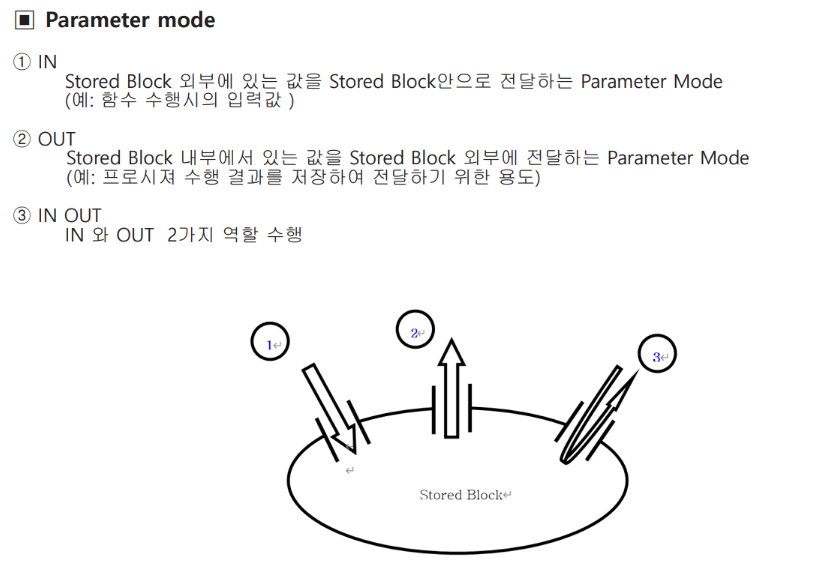 ▣ Parameter mode
① IN
Stored Block 외부에 있는 값을 Stored Block안으로 전달하는 Parameter Mode
(예: 함수 수행시의 입력값 )
② OUT
Stored Block 내부에서 있는 값을 Stored Block 외부에 전달하는 Parameter Mode
(예: 프로시져 수행 결과를 저장하여 전달하기 위한 용도)
③ IN OUT
IN 와 OUT 2가지 역할 수행
1↵
2↵
3↵
↵
Stored Block↵